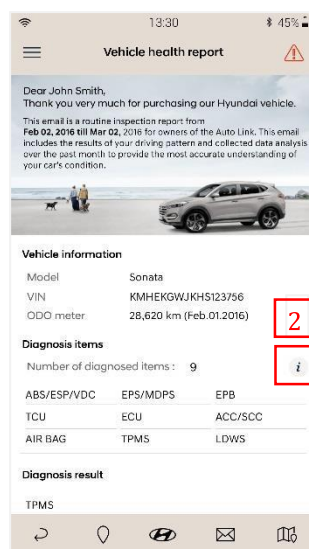 13:30 45%
Vehicle health report
Dear John Smith,
Thank you very much for purchasing our Hyundai vehicle.
This email is a routine inspection report from
Feb 02, 2016 till Mar 02, 2016 for owners of the Auto Link. This email
includes the results of your driving pattern and collected data analysis
over the past month to provide the most accurate understanding of
your car's condition.
Vehicle information
Model Sonata
VIN KMHEKGWJKHS123756
ODO meter 28,620 km (Feb.01.2016)
2
Diagnosis items
Number of diagnosed items : 9 i
ABS/ESP/VDC EPS/MDPS EPB
TCU ECU ACC/SCC
AIR BAG TPMS LDWS
Diagnosis result
TPMS